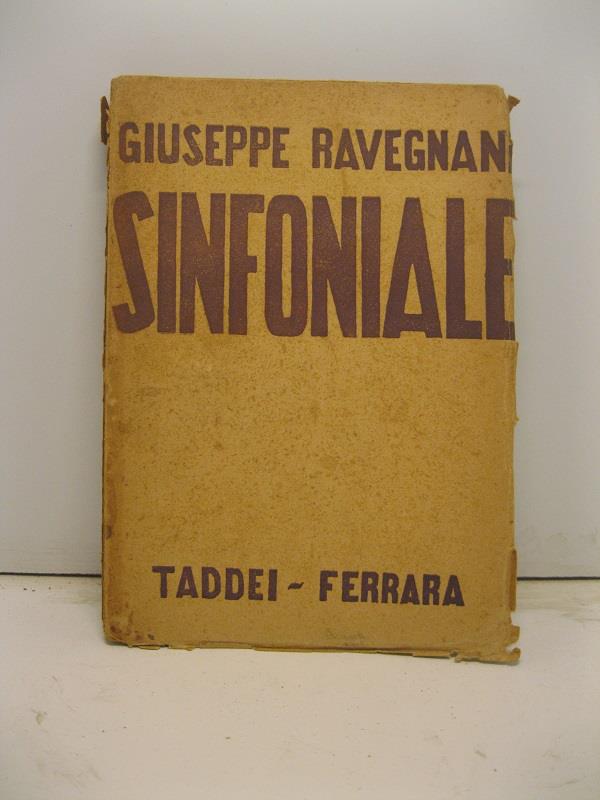 GIUSEPPE RAVEGNANI
SINFONIALE
TADDEI - FERRARA